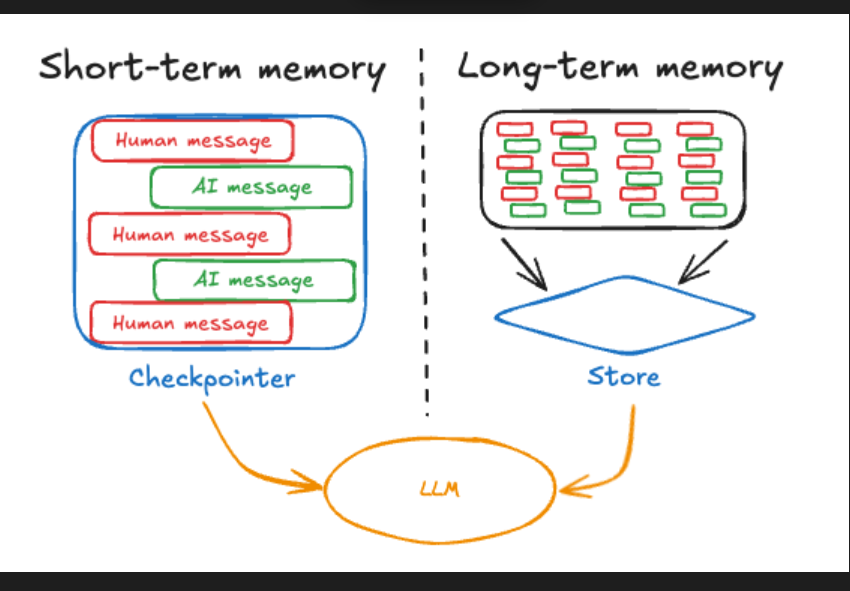 Short-term memory
Human message
AI message
Human message
AI message
Human message
Checkpointer
Long-term memory
Store
LLM